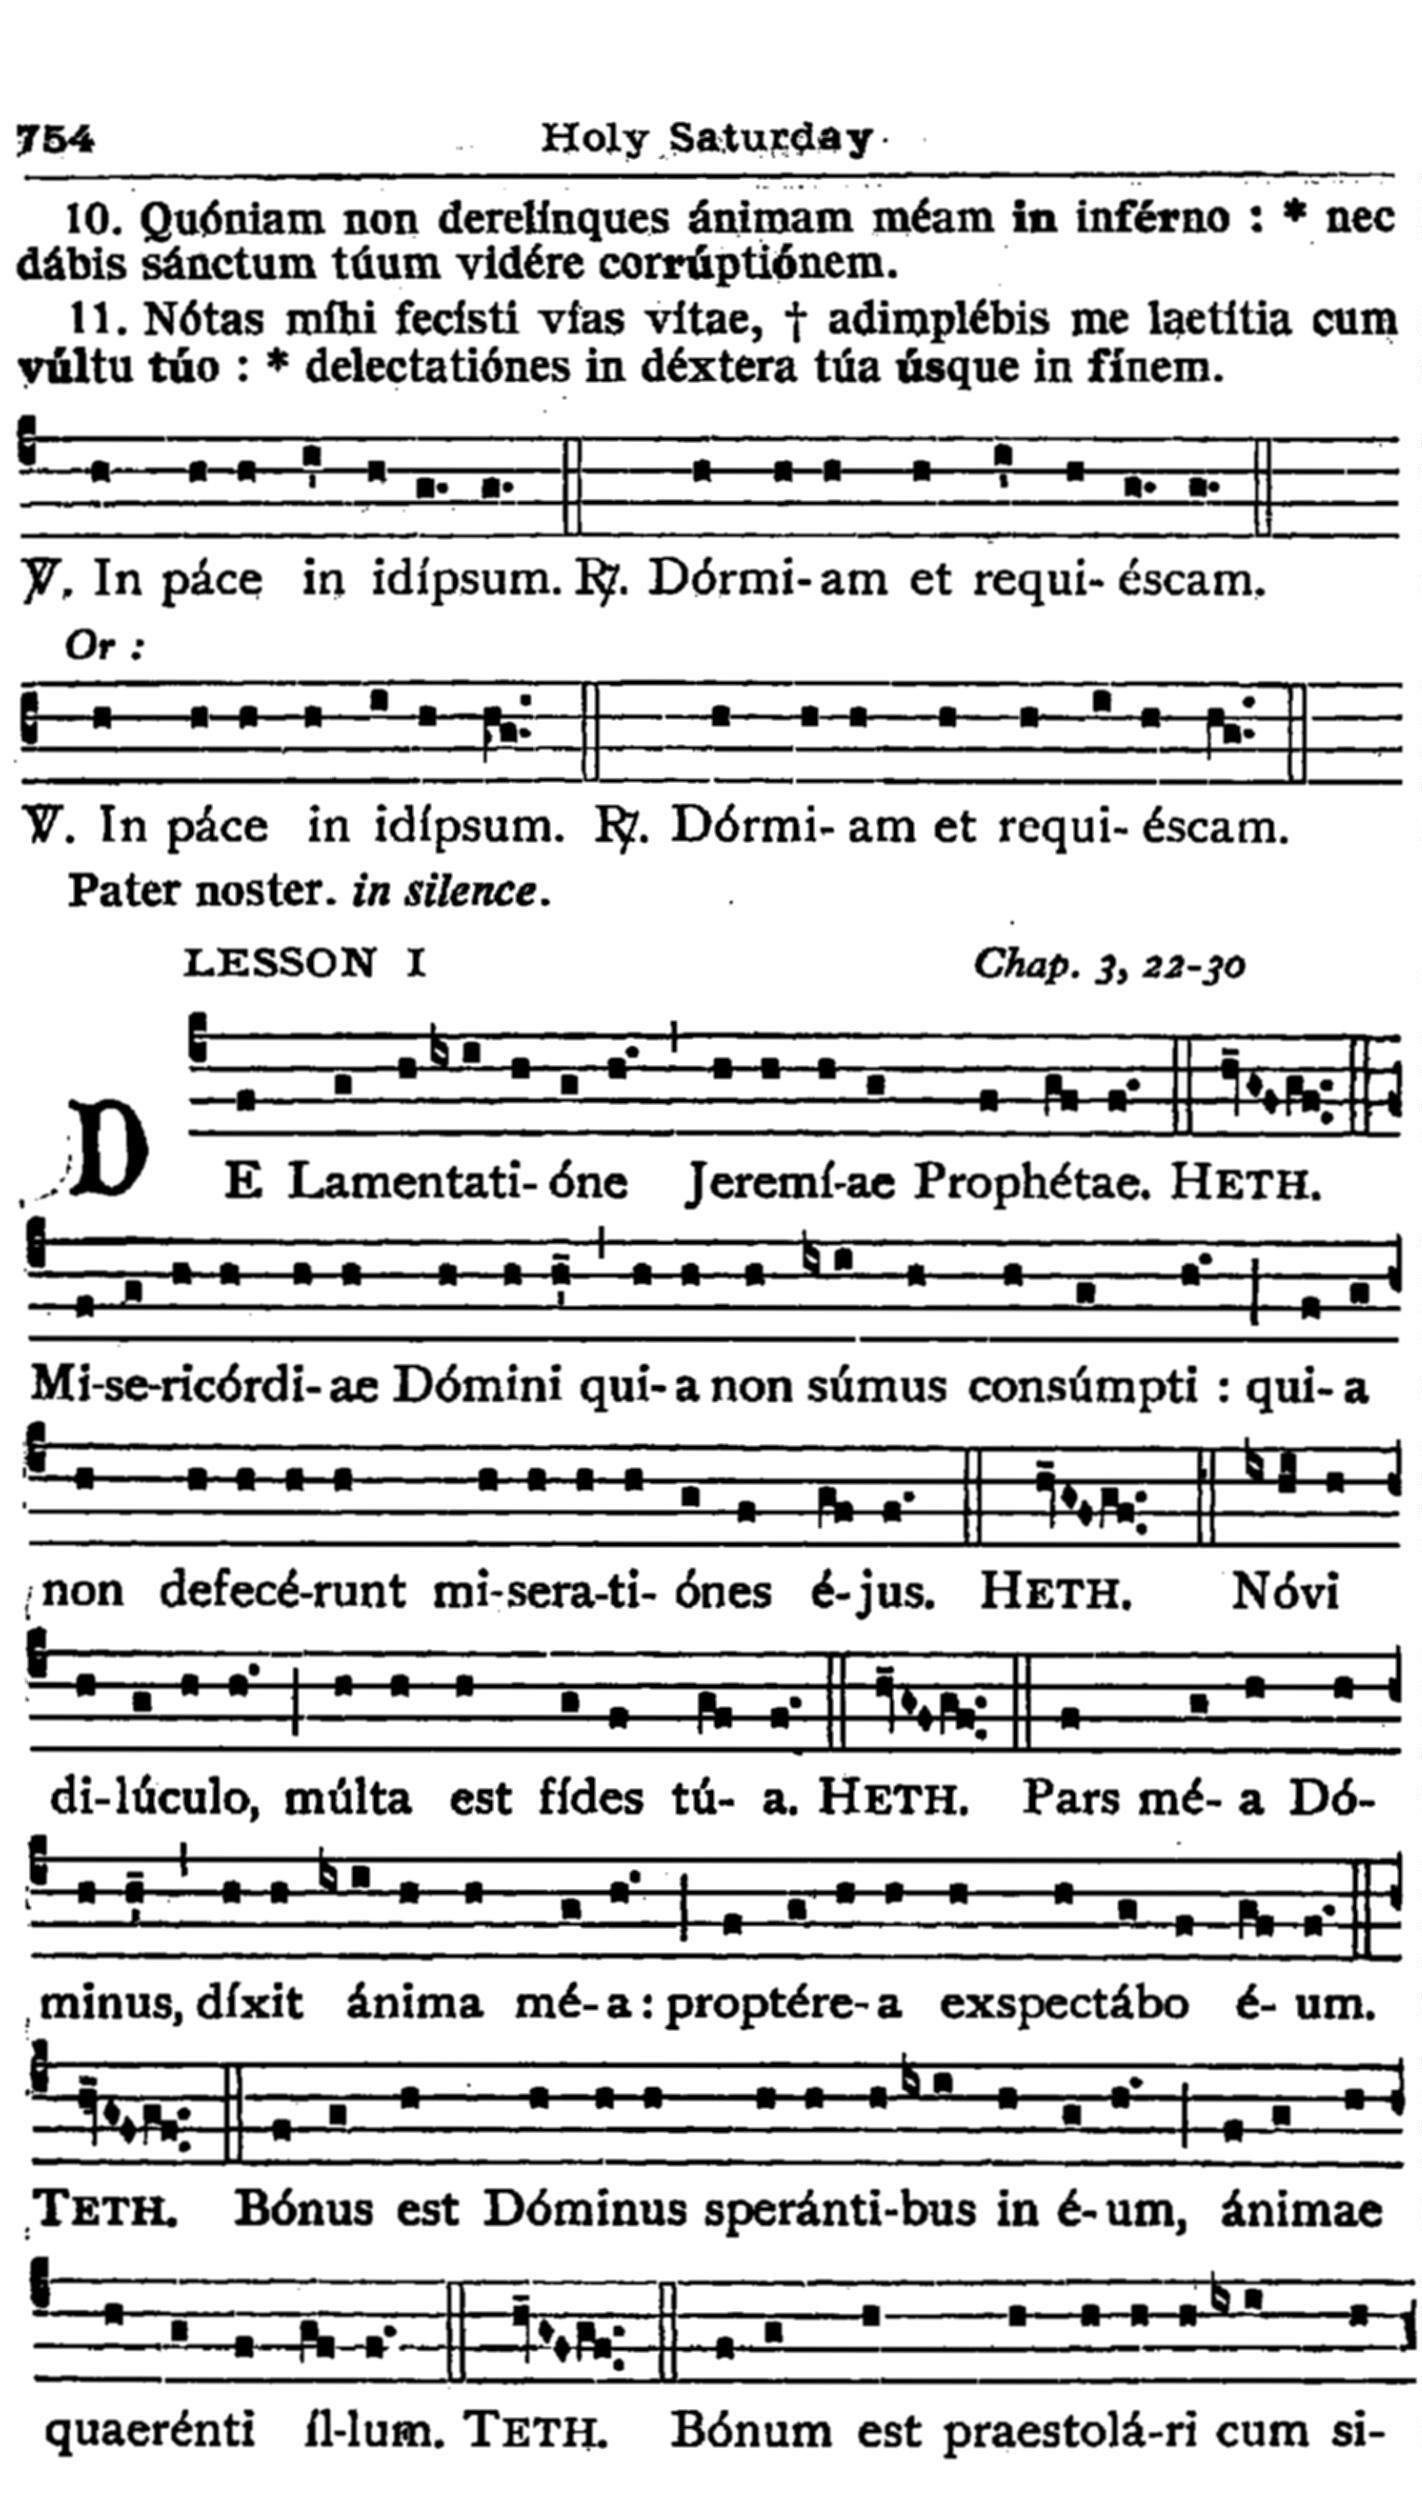 754 Holy Saturday
10. Quóniam non derelínques ánimam méam in inférno : * nec
dábis sánctum túum vidére corrúptiónem.
11. Nótas míhi fecísti vías vítae, † adimplébis me laetítia cum
vúltu túo : * delectatiónes in déxtera túa úsque in fínem.
℣. In páce in idípsum. ℟. Dórmi- am et requi- éscam.
Or :
℣. In páce in idípsum. ℟. Dórmi- am et requi- éscam.
Pater noster. in silence.
LESSON I Chap. 3, 22-30
DE Lamentati- óne Jeremí-ae Prophétae. HETH.
Mi-se-ricórdi- ae Dómini qui- a non súmus consúmpti : qui- a
non defecé-runt mi-sera-ti- ónes é-jus. HETH. Nóvi
di-lúculo, múlta est fídes tú- a. HETH. Pars mé- a Dó-
minus, díxit ánima mé- a : proptére- a exspectábo é- um.
TETH. Bónus est Dóminus speránti-bus in é- um, ánimae
quaerénti íl-lum. TETH. Bónum est praestolá-ri cum si-